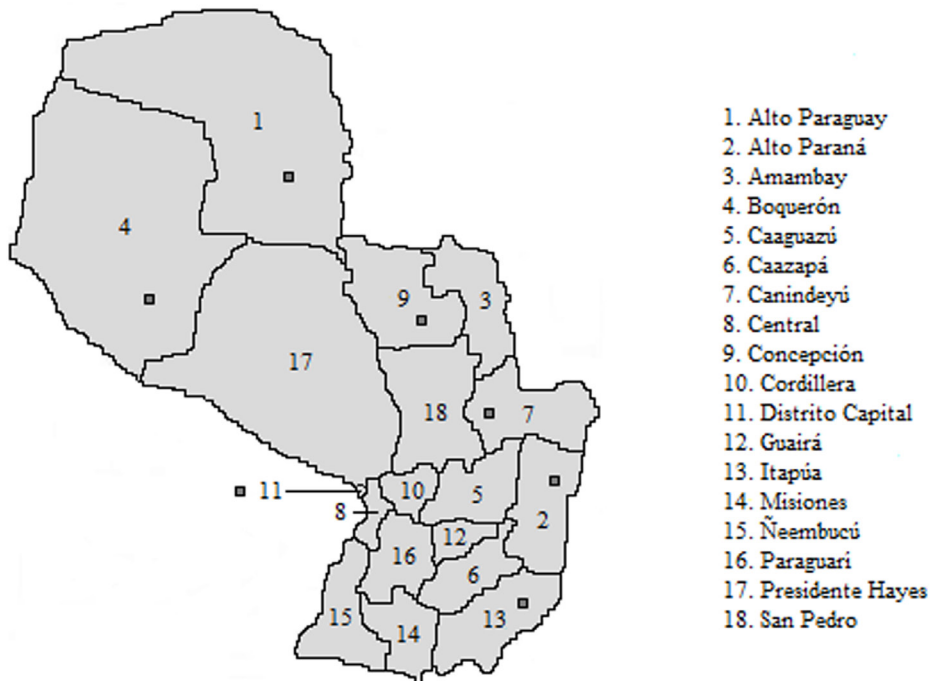 1
4
9
3
17
18
7
11
10
5
8
12
2
16
6
15
14
13
1. Alto Paraguay
2. Alto Paraná
3. Amambay
4. Boquerón
5. Caaguazú
6. Caazapá
7. Canindeyú
8. Central
9. Concepción
10. Cordillera
11. Distrito Capital
12. Guairá
13. Itapúa
14. Misiones
15. Ñeembucú
16. Paraguarí
17. Presidente Hayes
18. San Pedro